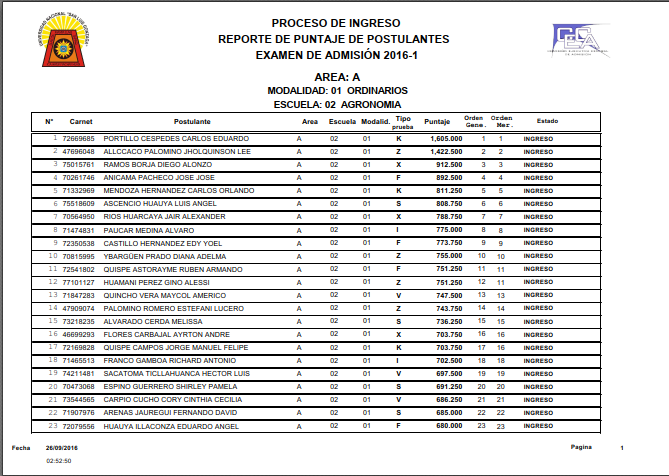 UNIVERSIDAD NACIONAL "SAN LUIS GONZAGA"
PROCESO DE INGRESO
REPORTE DE PUNTAJE DE POSTULANTES
EXAMEN DE ADMISIÓN 2016-1
AREA: A
MODALIDAD: 01 ORDINARIOS
ESCUELA: 02 AGRONOMIA
N° Carnet Postulante Area Escuela Modalid. Tipo prueba Puntaje Orden Gene. Orden Mer. Estado
1 72669685 PORTILLO CESPEDES CARLOS EDUARDO A 02 01 K 1,605.000 1 1 INGRESO
2 47696048 ALLCCACO PALOMINO JHOLQUINSON LEE A 02 01 Z 1,422.500 2 2 INGRESO
3 75015761 RAMOS BORJA DIEGO ALONZO A 02 01 X 912.500 3 3 INGRESO
4 70261746 ANICAMA PACHECO JOSE JOSE A 02 01 F 892.500 4 4 INGRESO
5 71332969 MENDOZA HERNANDEZ CARLOS ORLANDO A 02 01 K 811.250 5 5 INGRESO
6 75518609 ASCENCIO HUAUYA LUIS ANGEL A 02 01 S 808.750 6 6 INGRESO
7 70564950 RIOS HUARCAYA JAIR ALEXANDER A 02 01 X 788.750 7 7 INGRESO
8 71474831 PAUCAR MEDINA ALVARO A 02 01 I 775.000 8 8 INGRESO
9 72350538 CASTILLO HERNANDEZ EDY YOEL A 02 01 F 773.750 9 9 INGRESO
10 70815995 YBARGÜEN PRADO DIANA ADELMA A 02 01 Z 755.000 10 10 INGRESO
11 72541802 QUISPE ASTORAYME RUBEN ARMANDO A 02 01 F 751.250 11 11 INGRESO
12 77101127 HUAMANI PEREZ GINO ALESSI A 02 01 Z 751.250 12 11 INGRESO
13 71847283 QUINCHO VERA MAYCOL AMERICO A 02 01 V 747.500 13 13 INGRESO
14 47909074 PALOMINO ROMERO ESTEFANI LUCERO A 02 01 Z 743.750 14 14 INGRESO
15 73218235 ALVARADO CERDA MELISSA A 02 01 S 736.250 15 15 INGRESO
16 46699293 FLORES CARBAJAL AYRTON ANDRE A 02 01 X 703.750 16 16 INGRESO
17 72169828 QUISPE CAMPOS JORGE MANUEL FELIPE A 02 01 K 703.750 17 16 INGRESO
18 71465513 FRANCO GAMBOA RICHARD ANTONIO A 02 01 I 702.500 18 18 INGRESO
19 74211481 SACATOMA TICLLAHUANCA HECTOR LUIS A 02 01 V 697.500 19 19 INGRESO
20 70473068 ESPINO GUERRERO SHIRLEY PAMELA A 02 01 S 691.250 20 20 INGRESO
21 73544565 CARPIO CUCHO CORY CINTHIA CECILIA A 02 01 V 686.250 21 21 INGRESO
22 71907976 ARENAS JAUREGUI FERNANDO DAVID A 02 01 S 685.000 22 22 INGRESO
23 72079556 HUAUYA ILLACONZA EDUARDO ANGEL A 02 01 F 680.000 23 23 INGRESO
Fecha 26/09/2016 Pagina 1
02:52:50